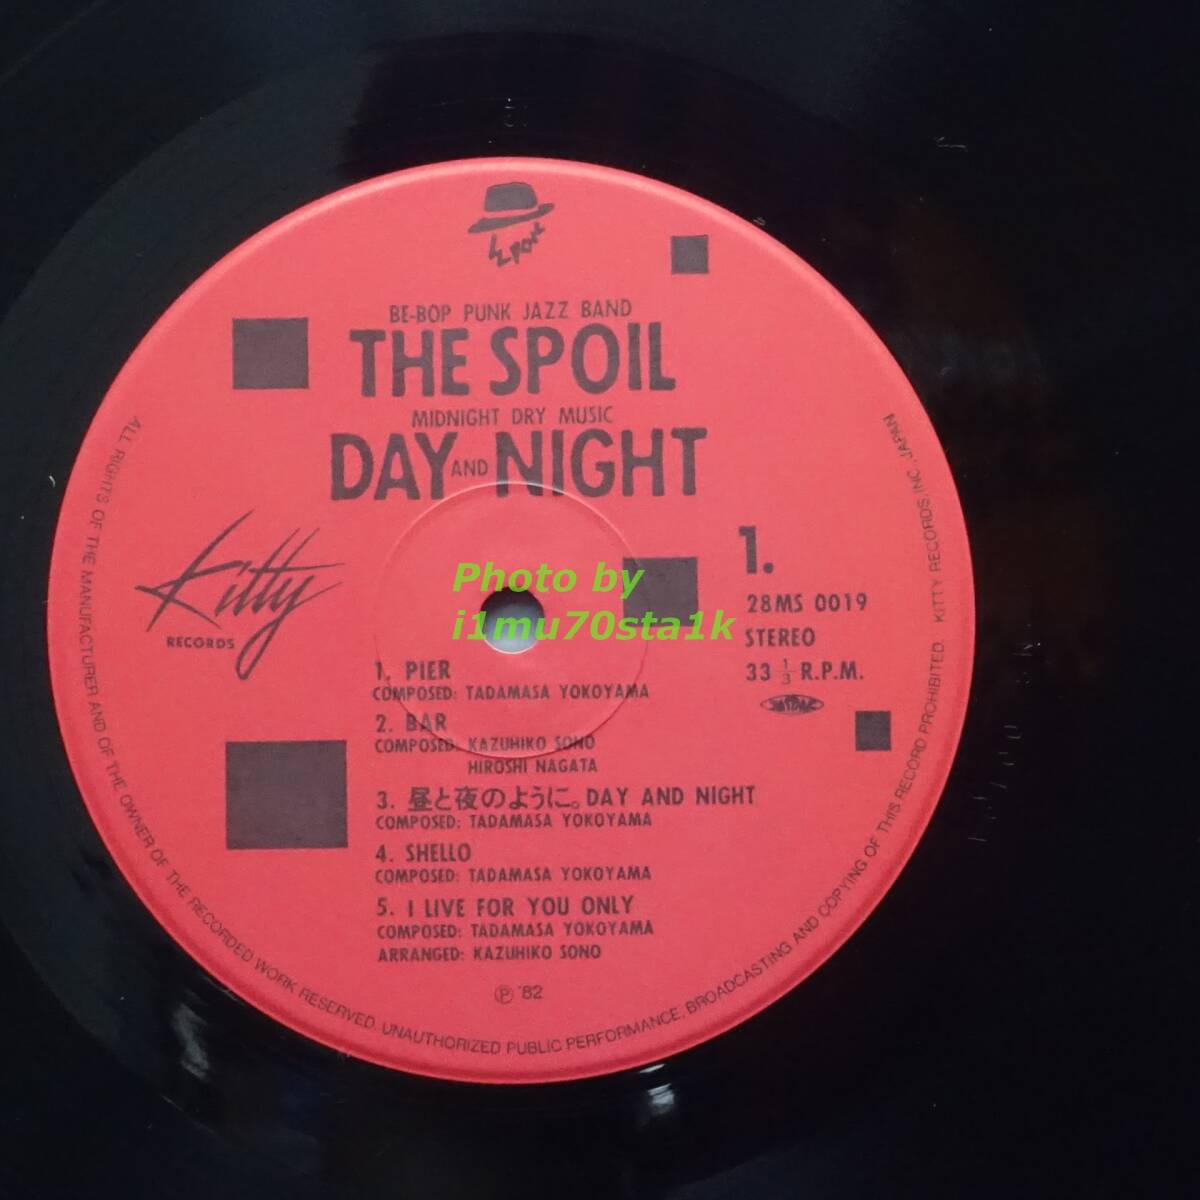 Spoil
BE-BOP PUNK JAZZ BAND
THE SPOIL
MIDNIGHT DRY MUSIC
DAY AND NIGHT
Kitty
RECORDS
1.
28MS 0019
STEREO
33 1/3 R.P.M.
JASRAC
Photo by
i1mu70sta1k
1. PIER
COMPOSED: TADAMASA YOKOYAMA
2. BAR
COMPOSED: KAZUHIKO SONO
HIROSHI NAGATA
3. 昼と夜のように。DAY AND NIGHT
COMPOSED: TADAMASA YOKOYAMA
4. SHELLO
COMPOSED: TADAMASA YOKOYAMA
5. I LIVE FOR YOU ONLY
COMPOSED: TADAMASA YOKOYAMA
ARRANGED: KAZUHIKO SONO
Ⓟ '82
ALL RIGHTS OF THE MANUFACTURER AND OF THE OWNER OF THE RECORDED WORK RESERVED. UNAUTHORIZED PUBLIC PERFORMANCE, BROADCASTING AND COPYING OF THIS RECORD PROHIBITED. KITTY RECORDS, INC., JAPAN